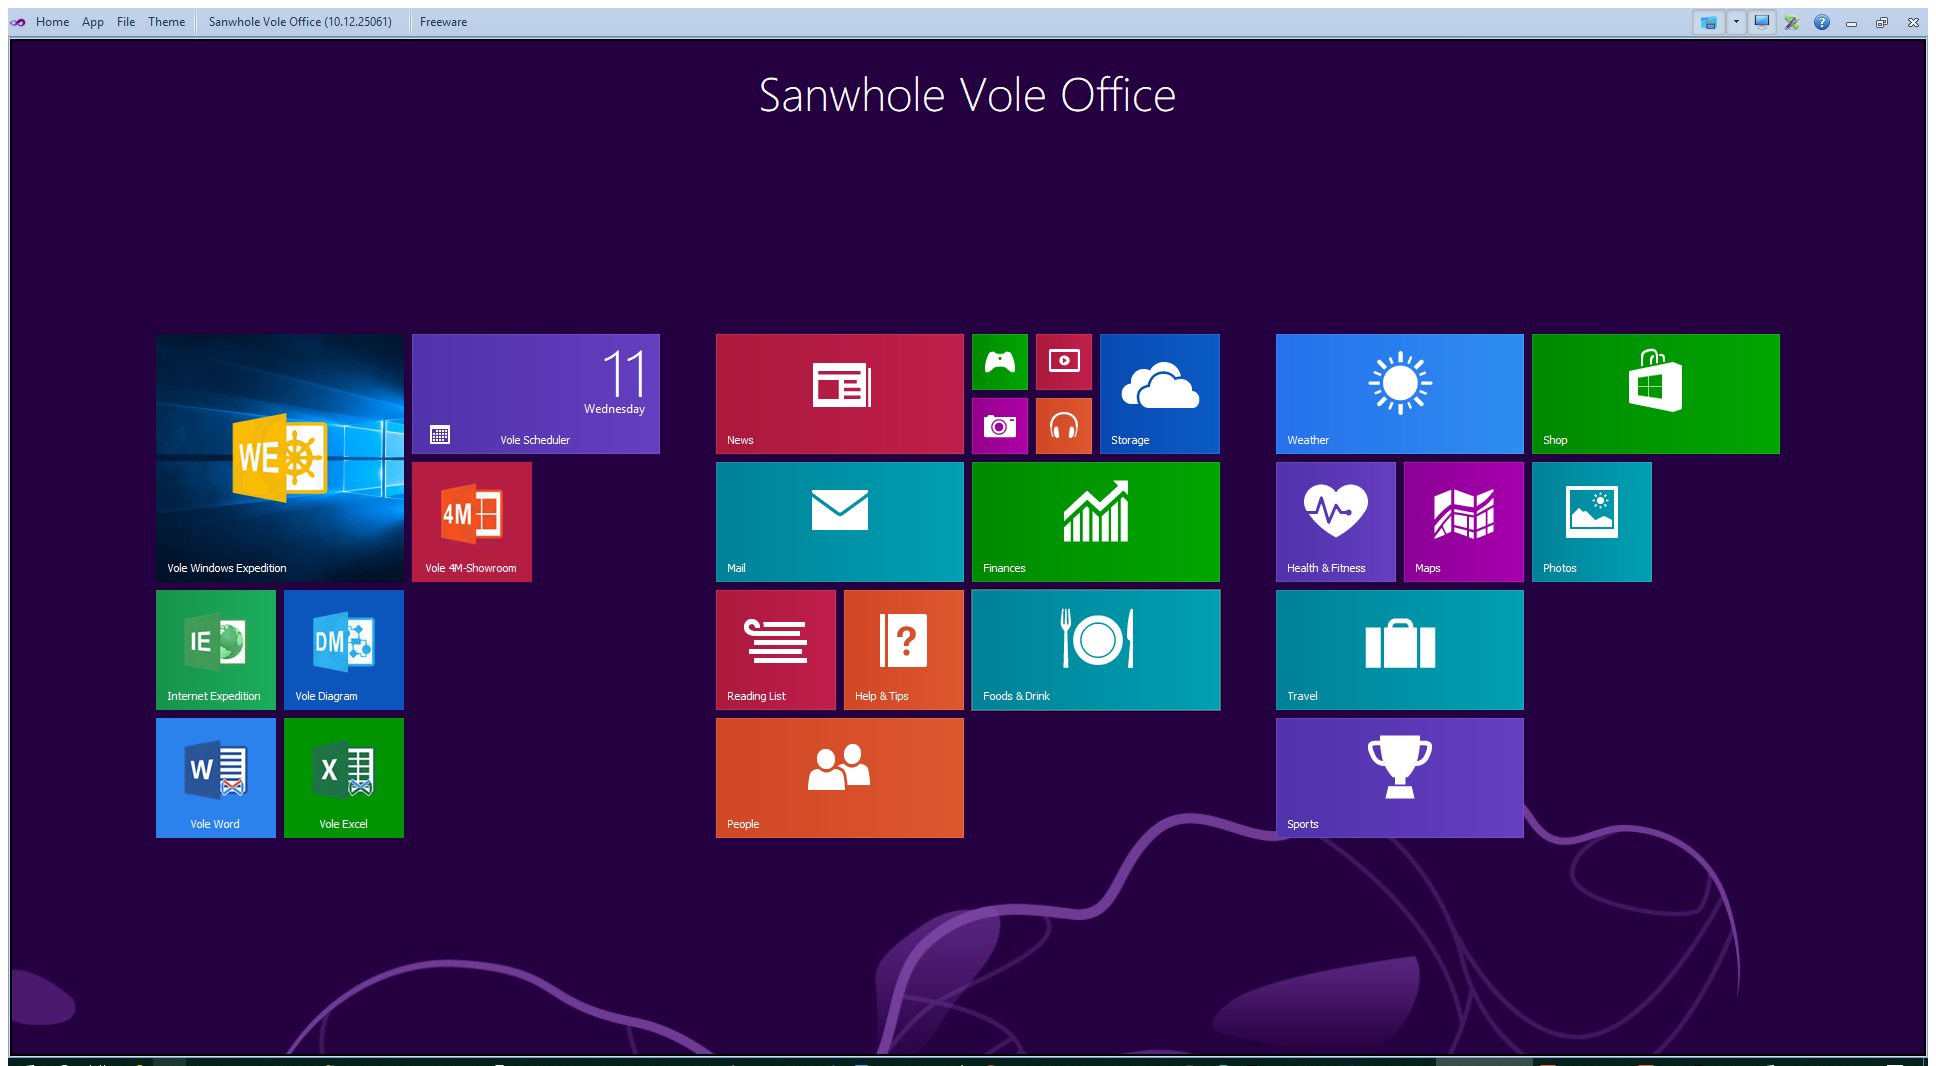 Home App File Theme Sanwhole Vole Office (10.12.25061) Freeware
Sanwhole Vole Office
WE
Vole Windows Expedition
11
Wednesday
Vole Scheduler
4M
Vole 4M-Showroom
IE
Internet Expedition
DM
Vole Diagram
W
Vole Word
X
Vole Excel
News
Storage
Mail
Finances
Reading List
?
Help & Tips
Foods & Drink
People
Weather
Shop
Health & Fitness
Maps
Photos
Travel
Sports